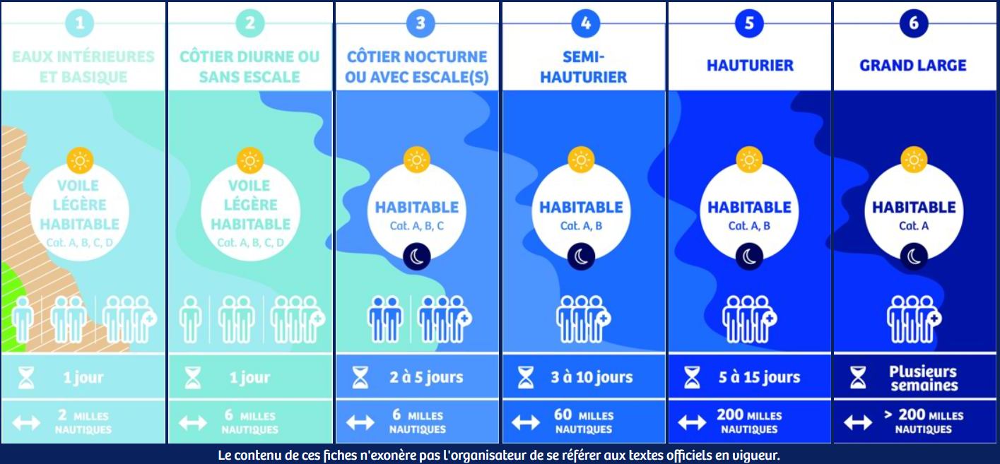 1
EAUX INTÉRIEURES
ET BASIQUE
VOILE
LÉGÈRE
HABITABLE
Cat. A, B, C, D
1 jour
2 MILLES
NAUTIQUES
2
CÔTIER DIURNE OU
SANS ESCALE
VOILE
LÉGÈRE
HABITABLE
Cat. A, B, C, D
1 jour
6 MILLES
NAUTIQUES
3
CÔTIER NOCTURNE
OU AVEC ESCALE(S)
HABITABLE
Cat. A, B, C
2 à 5 jours
6 MILLES
NAUTIQUES
4
SEMI-
HAUTURIER
HABITABLE
Cat. A, B
3 à 10 jours
60 MILLES
NAUTIQUES
5
HAUTURIER
HABITABLE
Cat. A, B
5 à 15 jours
200 MILLES
NAUTIQUES
6
GRAND LARGE
HABITABLE
Cat. A
Plusieurs
semaines
> 200 MILLES
NAUTIQUES
Le contenu de ces fiches n'exonère pas l'organisateur de se référer aux textes officiels en vigueur.